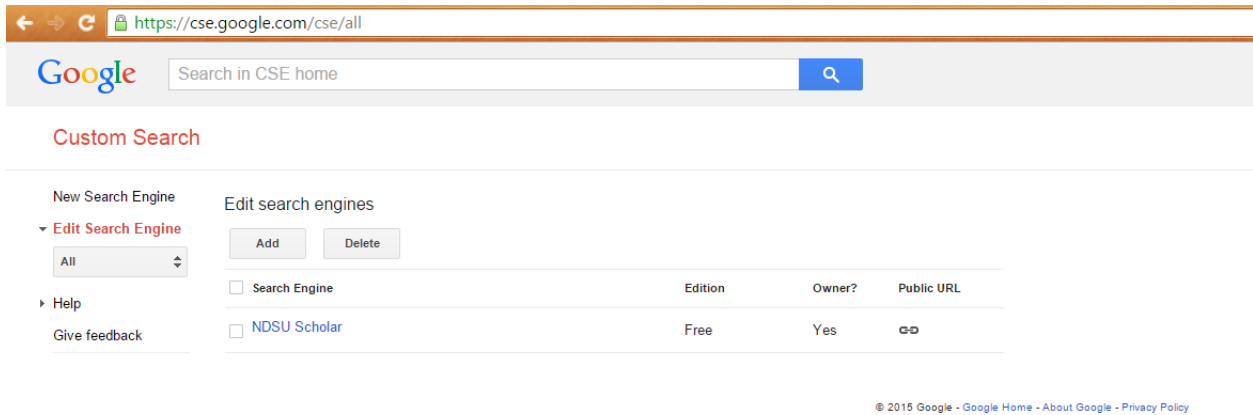 https://cse.google.com/cse/all
Google
Search in CSE home
Custom Search
New Search Engine
Edit Search Engine
All
Help
Give feedback
Edit search engines
Add Delete
Search Engine Edition Owner? Public URL
NDSU Scholar Free Yes
© 2015 Google - Google Home - About Google - Privacy Policy